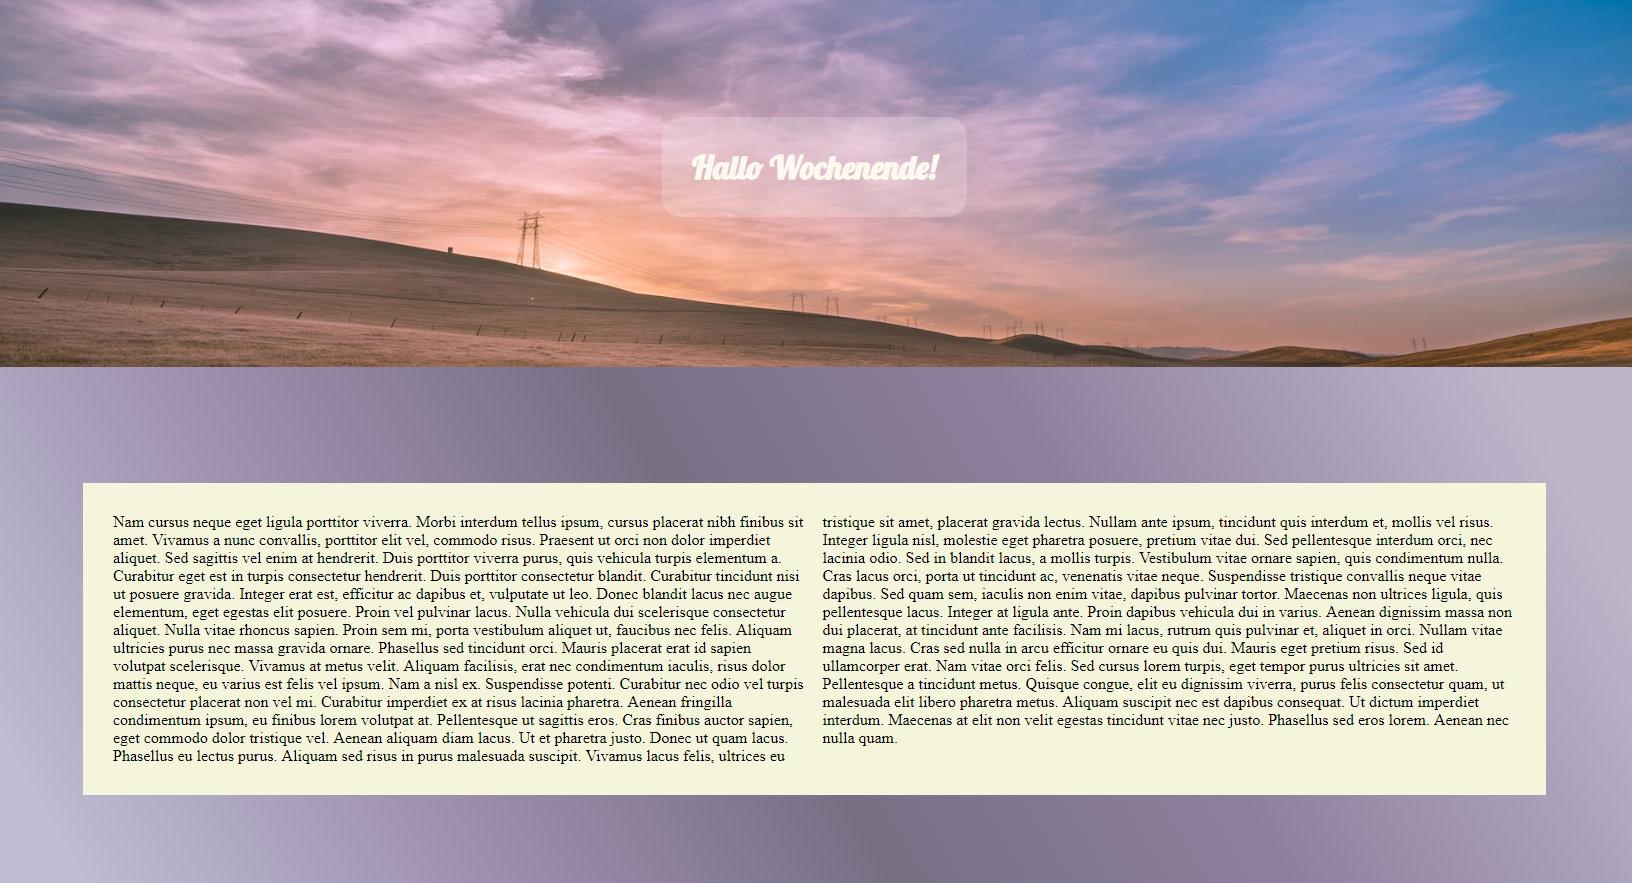 Hallo Wochenende!
Nam cursus neque eget ligula porttitor viverra. Morbi interdum tellus ipsum, cursus placerat nibh finibus sit
amet. Vivamus a nunc convallis, porttitor elit vel, commodo risus. Praesent ut orci non dolor imperdiet
aliquet. Sed sagittis vel enim at hendrerit. Duis porttitor viverra purus, quis vehicula turpis elementum a.
Curabitur eget est in turpis consectetur hendrerit. Duis porttitor consectetur blandit. Curabitur tincidunt nisi
ut posuere gravida. Integer erat est, efficitur ac dapibus et, vulputate ut leo. Donec blandit lacus nec augue
elementum, eget egestas elit posuere. Proin vel pulvinar lacus. Nulla vehicula dui scelerisque consectetur
aliquet. Nulla vitae rhoncus sapien. Proin sem mi, porta vestibulum aliquet ut, faucibus nec felis. Aliquam
ultricies purus nec massa gravida ornare. Phasellus sed tincidunt orci. Mauris placerat erat id sapien
volutpat scelerisque. Vivamus at metus velit. Aliquam facilisis, erat nec condimentum iaculis, risus dolor
mattis neque, eu varius est felis vel ipsum. Nam a nisl ex. Suspendisse potenti. Curabitur nec odio vel turpis
consectetur placerat non vel mi. Curabitur imperdiet ex at risus lacinia pharetra. Aenean fringilla
condimentum ipsum, eu finibus lorem volutpat at. Pellentesque ut sagittis eros. Cras finibus auctor sapien,
eget commodo dolor tristique vel. Aenean aliquam diam lacus. Ut et pharetra justo. Donec ut quam lacus.
Phasellus eu lectus purus. Aliquam sed risus in purus malesuada suscipit. Vivamus lacus felis, ultrices eu
tristique sit amet, placerat gravida lectus. Nullam ante ipsum, tincidunt quis interdum et, mollis vel risus.
Integer ligula nisl, molestie eget pharetra posuere, pretium vitae dui. Sed pellentesque interdum orci, nec
lacinia odio. Sed in blandit lacus, a mollis turpis. Vestibulum vitae ornare sapien, quis condimentum nulla.
Cras lacus orci, porta ut tincidunt ac, venenatis vitae neque. Suspendisse tristique convallis neque vitae
dapibus. Sed quam sem, iaculis non enim vitae, dapibus pulvinar tortor. Maecenas non ultrices ligula, quis
pellentesque lacus. Integer at ligula ante. Proin dapibus vehicula dui in varius. Aenean dignissim massa non
dui placerat, at tincidunt ante facilisis. Nam mi lacus, rutrum quis pulvinar et, aliquet in orci. Nullam vitae
magna lacus. Cras sed nulla in arcu efficitur ornare eu quis dui. Mauris eget pretium risus. Sed id
ullamcorper erat. Nam vitae orci felis. Sed cursus lorem turpis, eget tempor purus ultricies sit amet.
Pellentesque a tincidunt metus. Quisque congue, elit eu dignissim viverra, purus felis consectetur quam, ut
malesuada elit libero pharetra metus. Aliquam suscipit nec est dapibus consequat. Ut dictum imperdiet
interdum. Maecenas at elit non velit egestas tincidunt vitae nec justo. Phasellus sed eros lorem. Aenean nec
nulla quam.